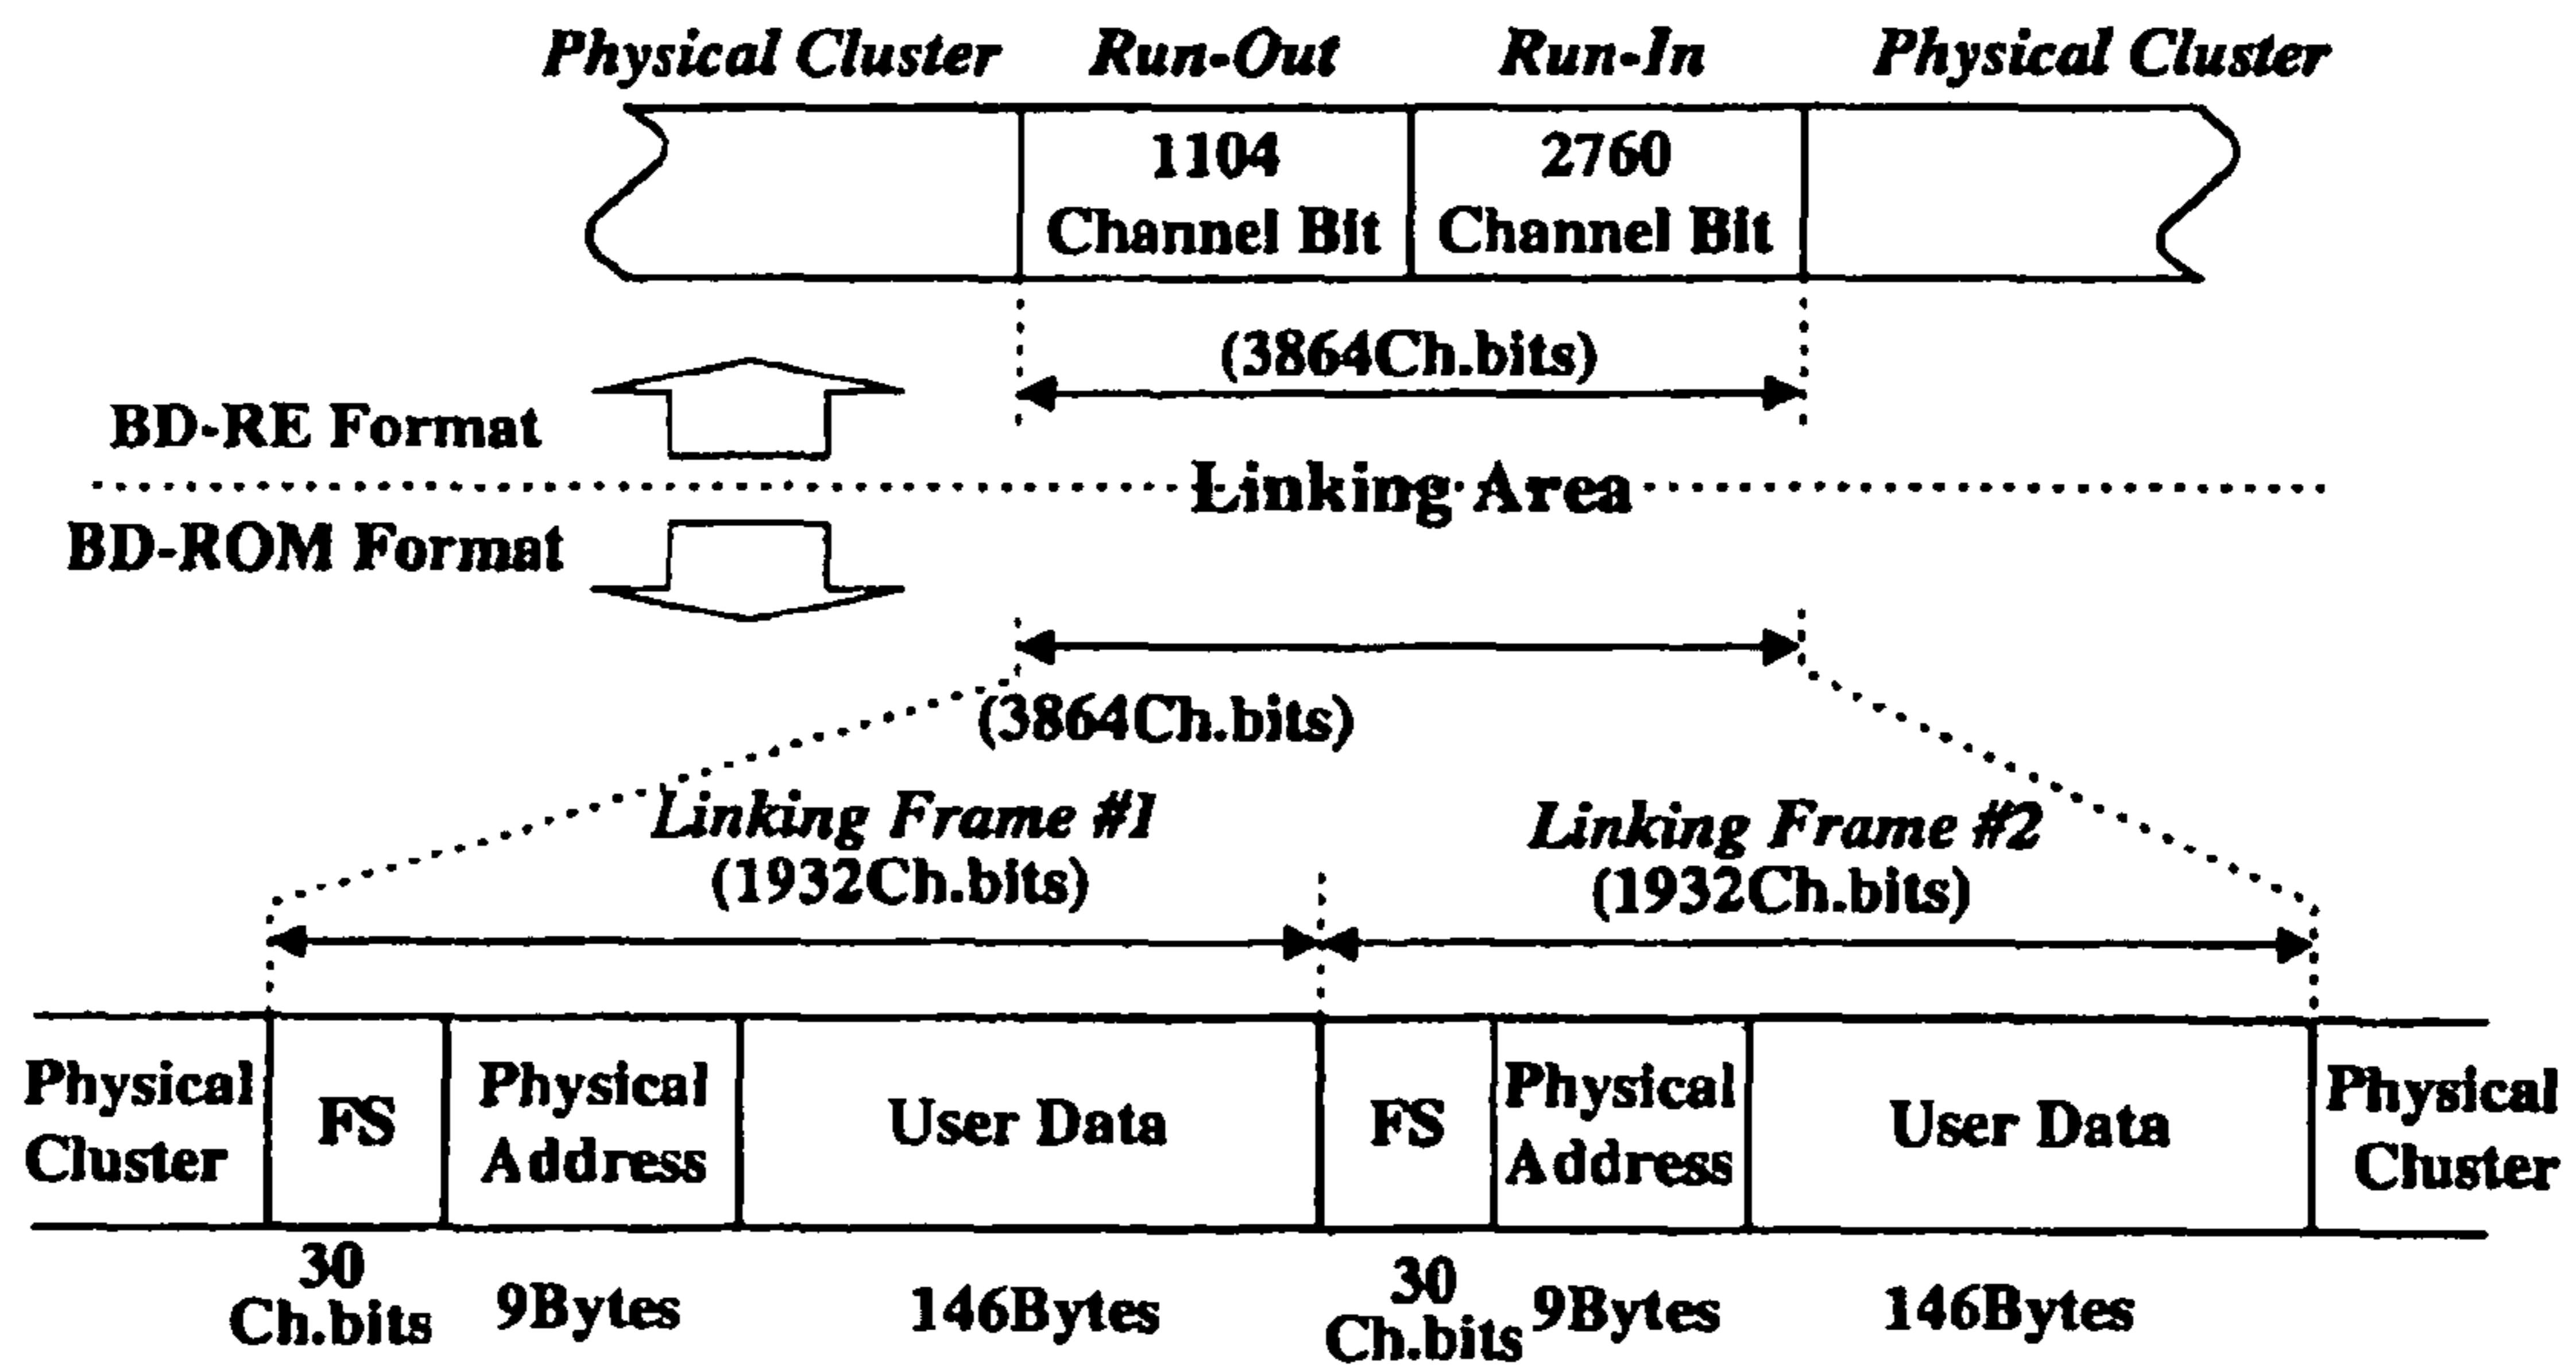 Physical Cluster Run-Out Run-In Physical Cluster
1104
Channel Bit
2760
Channel Bit
(3864Ch.bits)
BD-RE Format
Linking Area
BD-ROM Format
(3864Ch.bits)
Linking Frame #1
(1932Ch.bits)
Linking Frame #2
(1932Ch.bits)
Physical
Cluster
FS
Physical
Address
User Data
FS
Physical
Address
User Data
Physical
Cluster
30
Ch.bits
9Bytes
146Bytes
30
Ch.bits
9Bytes
146Bytes